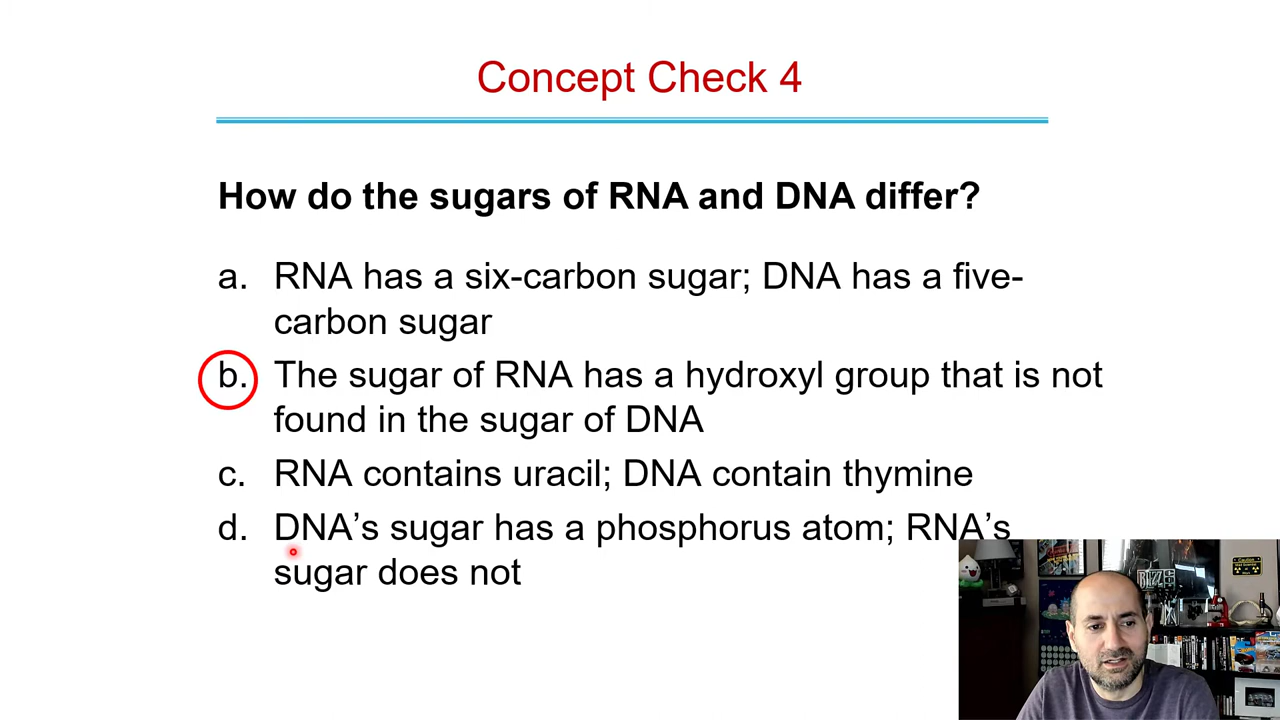 Concept Check 4
How do the sugars of RNA and DNA differ?
a. RNA has a six-carbon sugar; DNA has a five-
carbon sugar
b. The sugar of RNA has a hydroxyl group that is not
found in the sugar of DNA
c. RNA contains uracil; DNA contain thymine
d. DNA’s sugar has a phosphorus atom; RNA’s
sugar does not